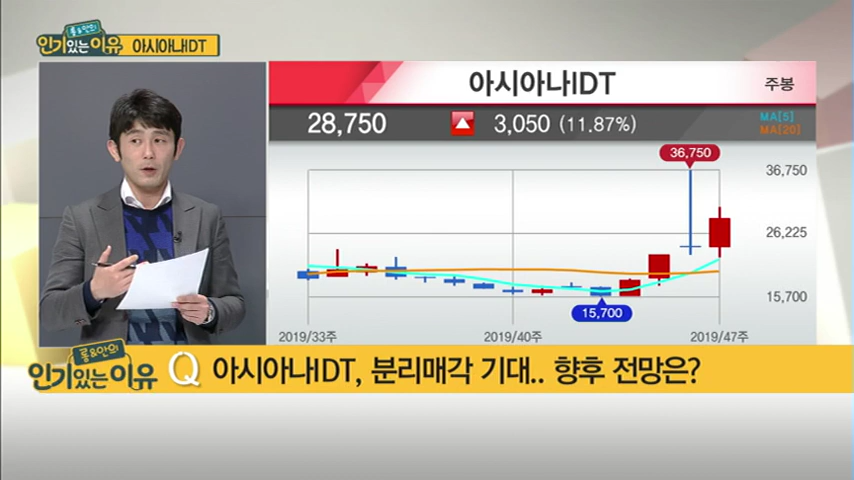 롱&안의
인기있는이유 아시아나IDT
아시아나IDT 주봉
28,750 ▲ 3,050 (11.87%)
MA[5]
MA[20]
36,750
36,750
26,225
15,700
15,700
2019/33주 2019/40주 2019/47주
롱&안의
인기있는이유
Q 아시아나IDT, 분리매각 기대.. 향후 전망은?